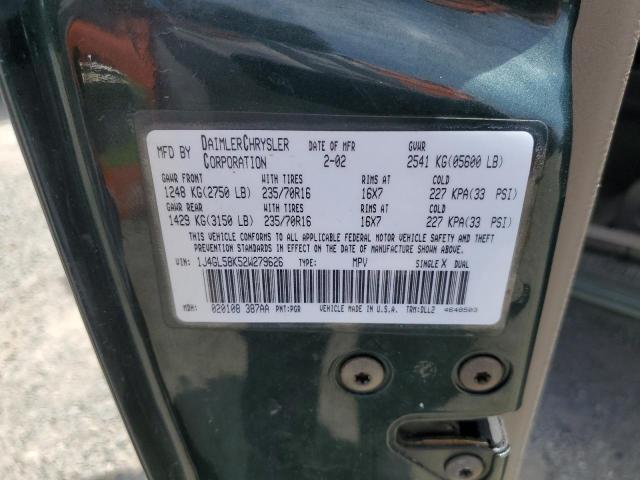 MFD BY DAIMLERCHRYSLER CORPORATION DATE OF MFR 2-02 GVWR 2541 KG(05600 LB)
GAWR FRONT WITH TIRES RIMS AT COLD
1248 KG(2750 LB) 235/70R16 16X7 227 KPA(33 PSI)
GAWR REAR WITH TIRES RIMS AT COLD
1429 KG(3150 LB) 235/70R16 16X7 227 KPA(33 PSI)
THIS VEHICLE CONFORMS TO ALL APPLICABLE FEDERAL MOTOR VEHICLE SAFETY AND THEFT
PREVENTION STANDARDS IN EFFECT ON THE DATE OF MANUFACTURE SHOWN ABOVE.
VIN: 1J4GL58K52W279626 TYPE: MPV SINGLE X DUAL
MDH: 020108 387AA PNT:PGR VEHICLE MADE IN U.S.A. TRM:DLL2 4648503